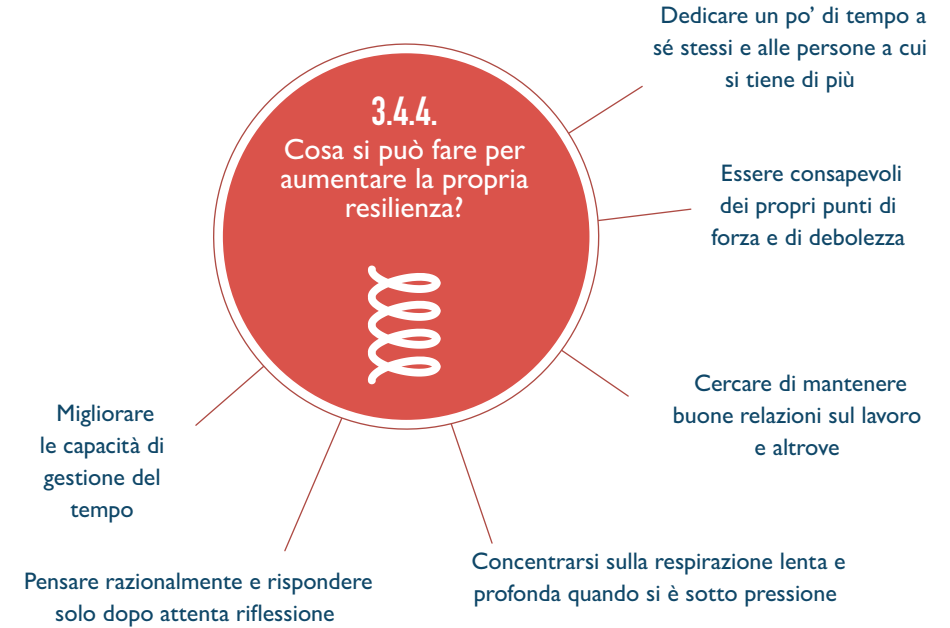 3.4.4.
Cosa si può fare per
aumentare la propria
resilienza?
Dedicare un po’ di tempo a
sé stessi e alle persone a cui
si tiene di più
Essere consapevoli
dei propri punti di
forza e di debolezza
Cercare di mantenere
buone relazioni sul lavoro
e altrove
Concentrarsi sulla respirazione lenta e
profonda quando si è sotto pressione
Pensare razionalmente e rispondere
solo dopo attenta riflessione
Migliorare
le capacità di
gestione del
tempo